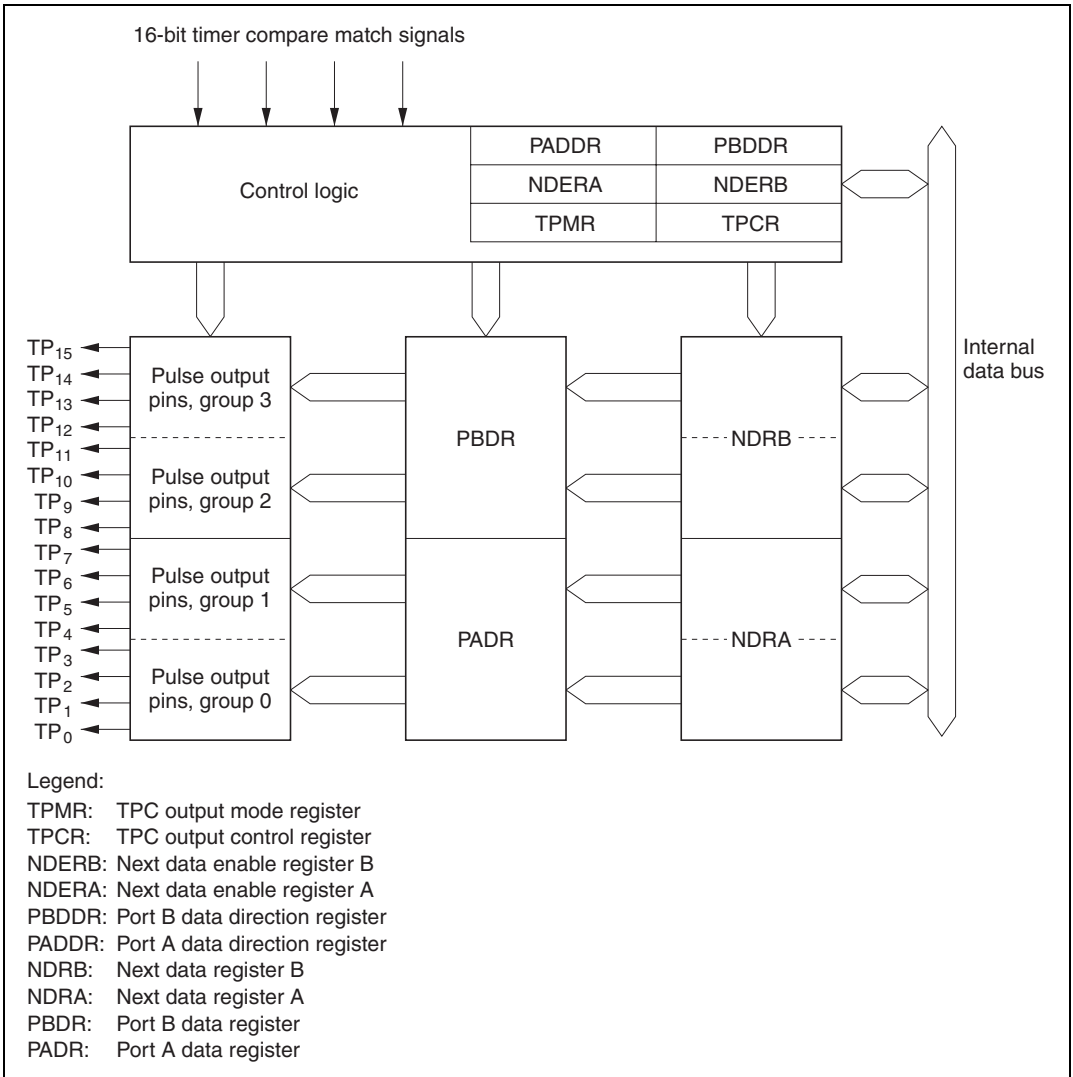 16-bit timer compare match signals
Control logic
PADDR
PBDDR
NDERA
NDERB
TPMR
TPCR
Internal
data bus
TP15
TP14
TP13
TP12
TP11
TP10
TP9
TP8
TP7
TP6
TP5
TP4
TP3
TP2
TP1
TP0
Pulse output
pins, group 3
Pulse output
pins, group 2
Pulse output
pins, group 1
Pulse output
pins, group 0
PBDR
PADR
NDRB
NDRA
Legend:
TPMR: TPC output mode register
TPCR: TPC output control register
NDERB: Next data enable register B
NDERA: Next data enable register A
PBDDR: Port B data direction register
PADDR: Port A data direction register
NDRB: Next data register B
NDRA: Next data register A
PBDR: Port B data register
PADR: Port A data register